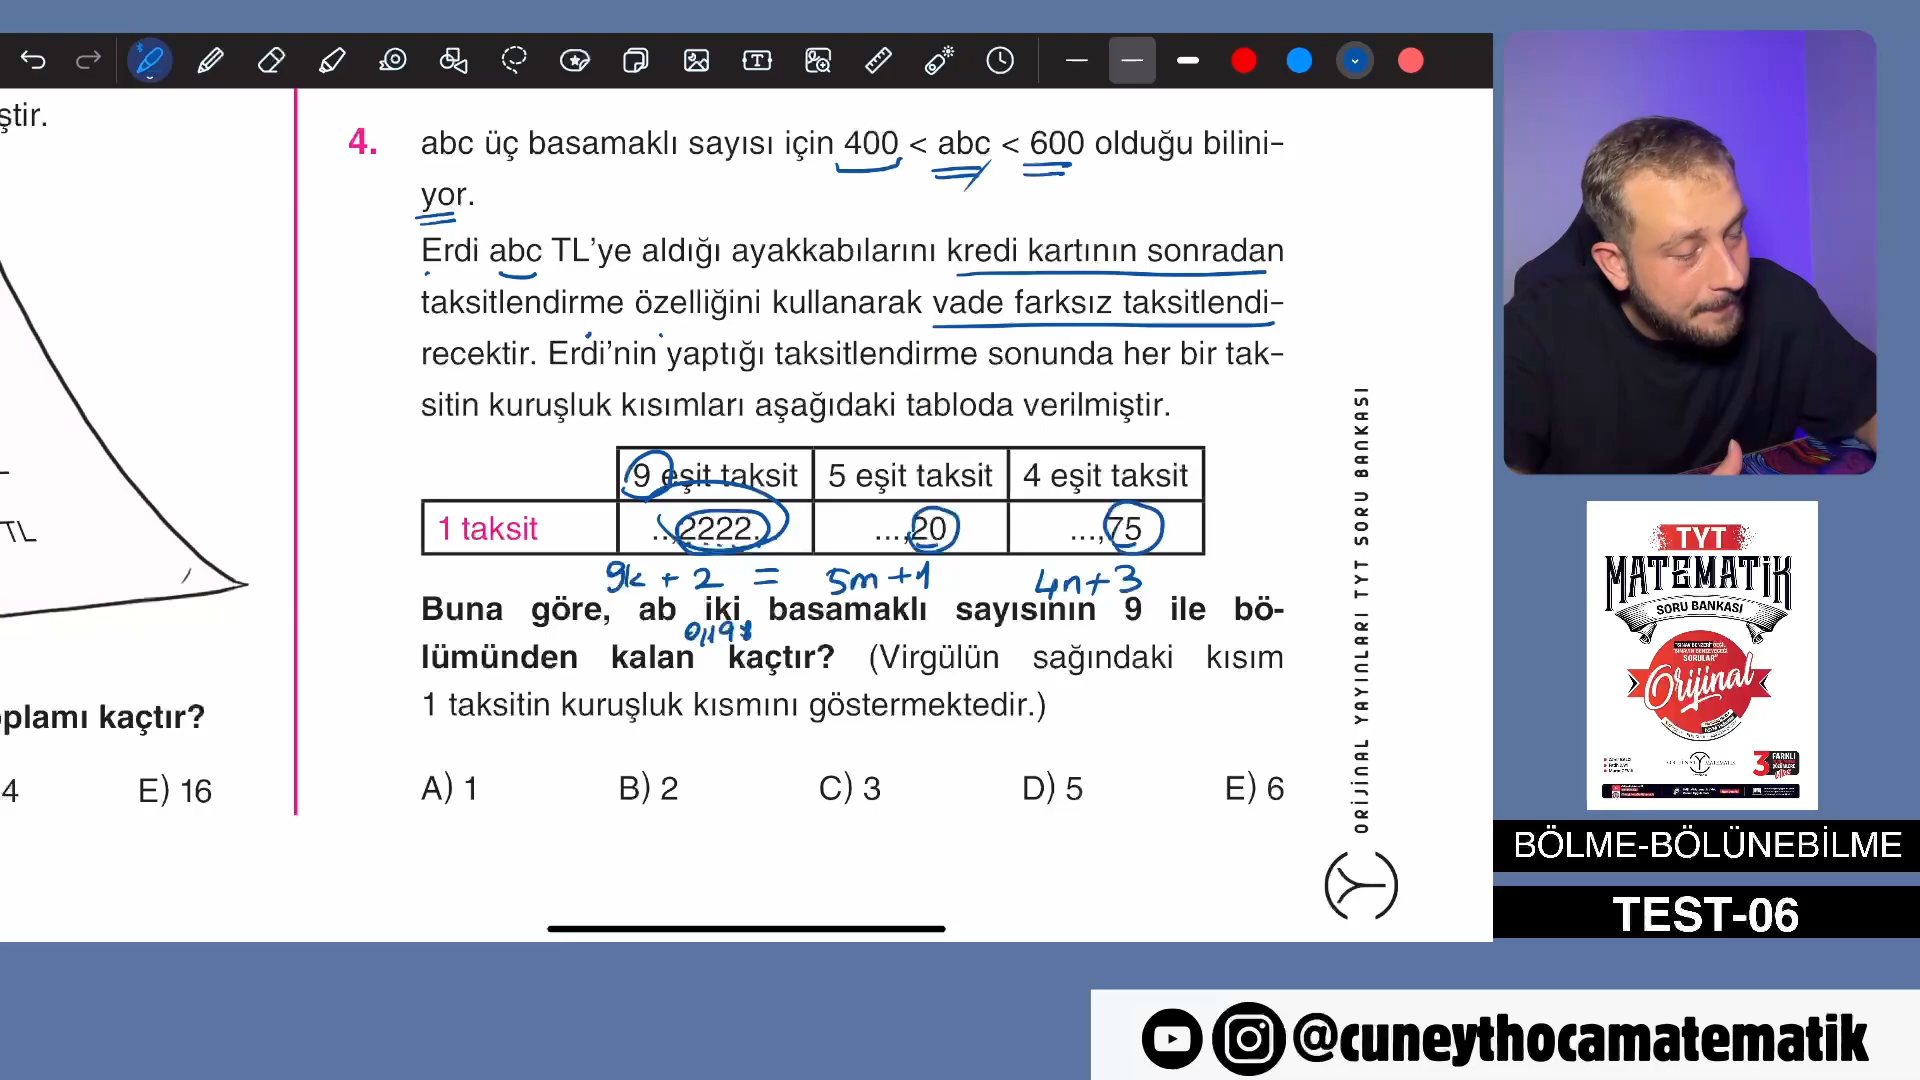 ştir.
TL
oplamı kaçtır?
4 E) 16
4. abc üç basamaklı sayısı için 400 < abc < 600 olduğu bilini-
yor.
Erdi abc TL'ye aldığı ayakkabılarını kredi kartının sonradan
taksitlendirme özelliğini kullanarak vade farksız taksitlendi-
recektir. Erdi'nin yaptığı taksitlendirme sonunda her bir tak-
sitin kuruşluk kısımları aşağıdaki tabloda verilmiştir.
9 eşit taksit 5 eşit taksit 4 eşit taksit
1 taksit ..,2222.. ...,20 ...,75
9k + 2 = 5m+1 4n+3
Buna göre, ab iki basamaklı sayısının 9 ile bö-
lümünden kalan kaçtır? (Virgülün sağındaki kısım
1 taksitin kuruşluk kısmını göstermektedir.)
A) 1 B) 2 C) 3 D) 5 E) 6
ORİJİNAL YAYINLARI TYT SORU BANKASI
TYT
MATEMATİK
SORU BANKASI
Orijinal
3 FARKLI
BÖLME-BÖLÜNEBİLME
TEST-06
@cuneythocamatematik